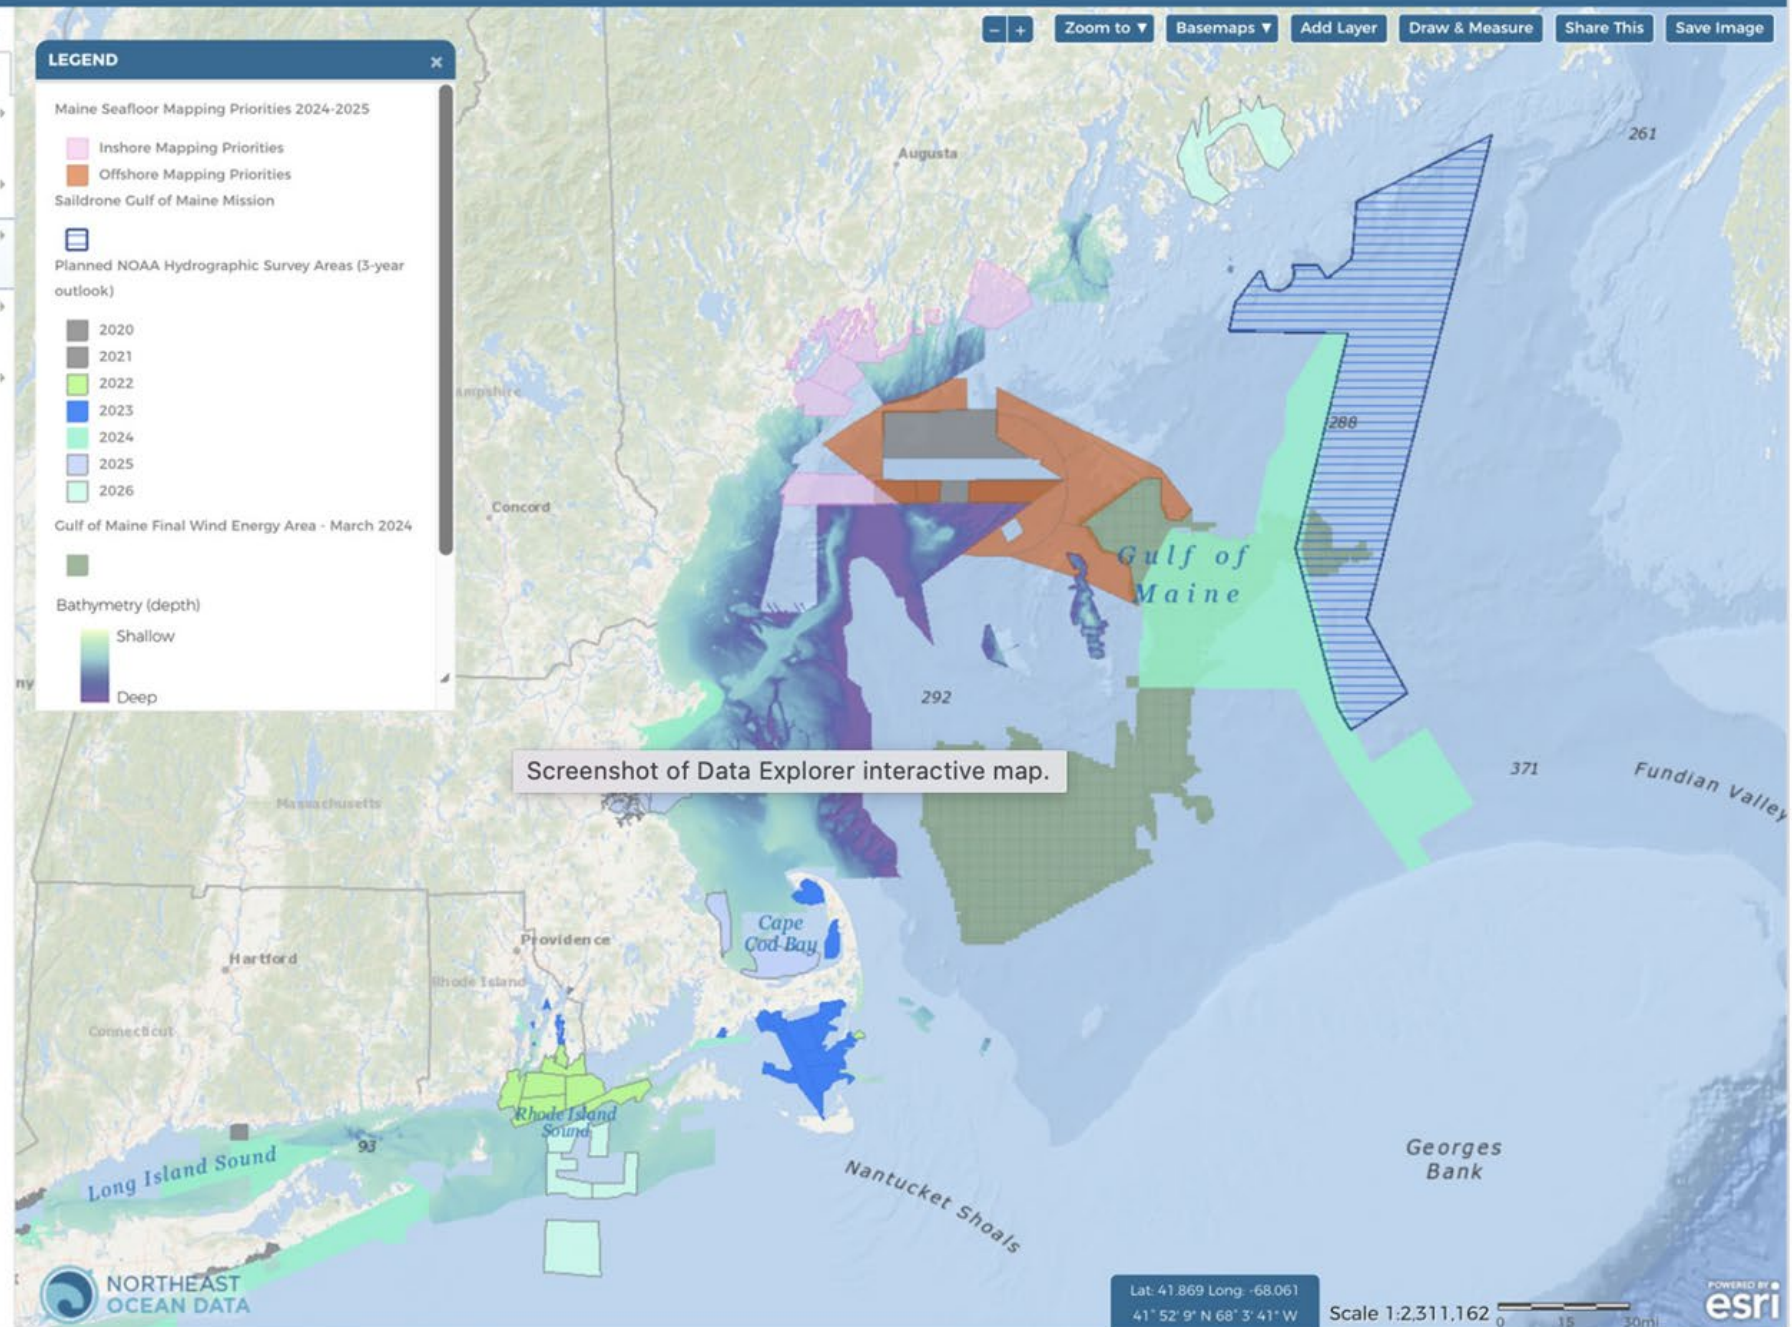 Zoom to ▼
Basemaps ▼
Add Layer
Draw & Measure
Share This
Save Image
LEGEND
Maine Seafloor Mapping Priorities 2024-2025
Inshore Mapping Priorities
Offshore Mapping Priorities
Saildrone Gulf of Maine Mission
Planned NOAA Hydrographic Survey Areas (3-year
outlook)
2020
2021
2022
2023
2024
2025
2026
Gulf of Maine Final Wind Energy Area - March 2024
Bathymetry (depth)
Shallow
Deep
261
Augusta
288
Concord
Gulf of
Maine
292
Screenshot of Data Explorer interactive map.
371
Fundian Valley
Massachusetts
Cape
Cod Bay
Providence
Hartford
Rhode Island
Connecticut
Rhode Island
Sound
93
Long Island Sound
Nantucket Shoals
Georges
Bank
NORTHEAST
OCEAN DATA
Lat: 41.869 Long: -68.061
41° 52' 9" N 68° 3' 41" W
Scale 1:2,311,162
0 15 30mi
POWERED BY
esri